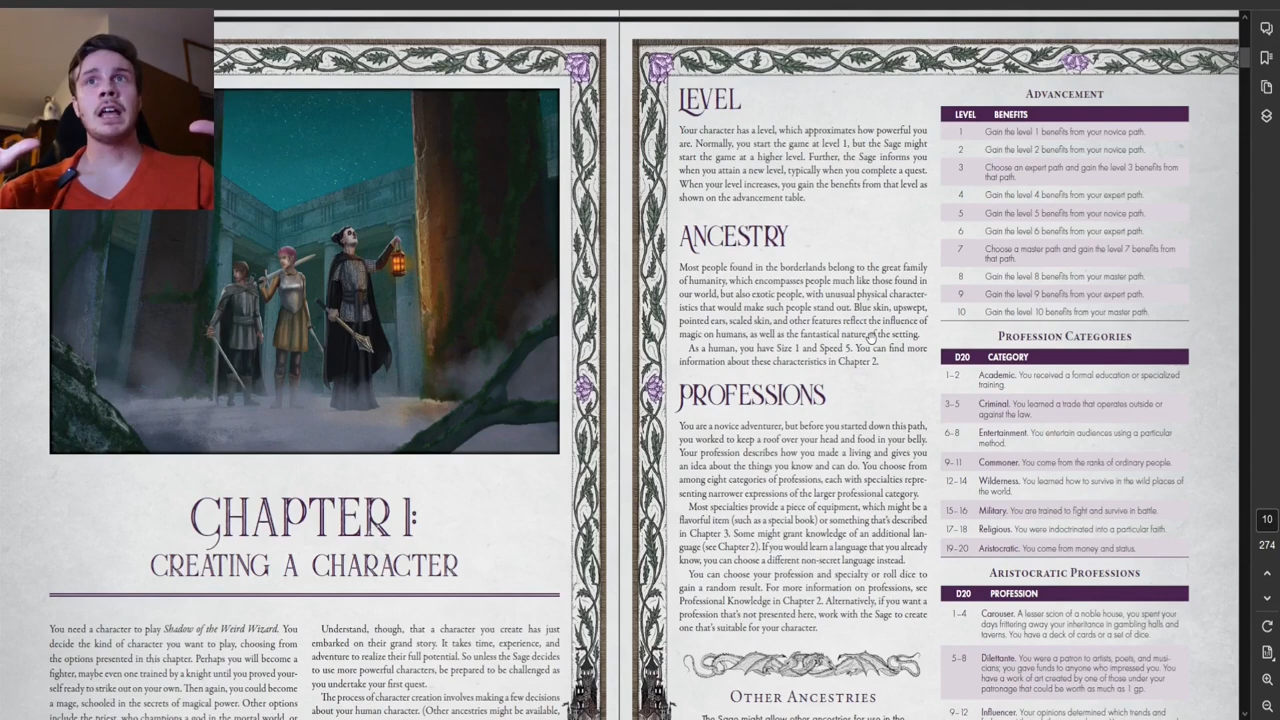 CHAPTER 1:
CREATING A CHARACTER
You need a character to play Shadow of the Weird Wizard. You
decide the kind of character you want to play, choosing from
the options presented in this chapter. Perhaps you will become a
fighter, maybe even one trained by a knight until you proved your-
self ready to strike out on your own. Then again, you could become
a mage, schooled in the secrets of magical power. Other options
include the priest, who champions a god in the mortal world, or
Understand, though, that a character you create has just
embarked on their grand story. It takes time, experience, and
adventure to realize their full potential. So unless the Sage decides
to use more powerful characters, be prepared to be challenged as
you undertake your first quest.
The process of character creation involves making a few decisions
about your human character. (Other ancestries might be available,
LEVEL
Your character has a level, which approximates how powerful you
are. Normally, you start the game at level 1, but the Sage might
start the game at a higher level. Further, the Sage informs you
when you attain a new level, typically when you complete a quest.
When your level increases, you gain the benefits from that level as
shown on the advancement table.
ANCESTRY
Most people found in the borderlands belong to the great family
of humanity, which encompasses people much like those found in
our world, but also exotic people, with unusual physical character-
istics that would make such people stand out. Blue skin, upswept,
pointed ears, scaled skin, and other features reflect the influence of
magic on humans, as well as the fantastical nature of the setting.
As a human, you have Size 1 and Speed 5. You can find more
information about these characteristics in Chapter 2.
PROFESSIONS
You are a novice adventurer, but before you started down this path,
you worked to keep a roof over your head and food in your belly.
Your profession describes how you made a living and gives you
an idea about the things you know and can do. You choose from
among eight categories of professions, each with specialties repre-
senting narrower expressions of the larger professional category.
Most specialties provide a piece of equipment, which might be a
flavorful item (such as a special book) or something that's described
in Chapter 3. Some might grant knowledge of an additional lan-
guage (see Chapter 2). If you would learn a language that you already
know, you can choose a different non-secret language instead.
You can choose your profession and specialty or roll dice to
gain a random result. For more information on professions, see
Professional Knowledge in Chapter 2. Alternatively, if you want a
profession that's not presented here, work with the Sage to create
one that's suitable for your character.
OTHER ANCESTRIES
The Sage might allow other ancestries for use in the
ADVANCEMENT
LEVEL BENEFITS
1 Gain the level 1 benefits from your novice path.
2 Gain the level 2 benefits from your novice path.
3 Choose an expert path and gain the level 3 benefits from
that path.
4 Gain the level 4 benefits from your expert path.
5 Gain the level 5 benefits from your novice path.
6 Gain the level 6 benefits from your expert path.
7 Choose a master path and gain the level 7 benefits from
that path.
8 Gain the level 8 benefits from your master path.
9 Gain the level 9 benefits from your expert path.
10 Gain the level 10 benefits from your master path.
PROFESSION CATEGORIES
D20 CATEGORY
1–2 Academic. You received a formal education or specialized
training.
3–5 Criminal. You learned a trade that operates outside or
against the law.
6–8 Entertainment. You entertain audiences using a particular
method.
9–11 Commoner. You come from the ranks of ordinary people.
12–14 Wilderness. You learned how to survive in the wild places of
the world.
15–16 Military. You are trained to fight and survive in battle.
17–18 Religious. You were indoctrinated into a particular faith.
19–20 Aristocratic. You come from money and status.
ARISTOCRATIC PROFESSIONS
D20 PROFESSION
1–4 Carouser. A lesser scion of a noble house, you spent your
days frittering away your inheritance in gambling halls and
taverns. You have a deck of cards or a set of dice.
5–8 Dilettante. You were a patron to artists, poets, and musi-
cians; you gave funds to anyone who impressed you. You
have a work of art created by one of those under your
patronage that could be worth as much as 1 gp.
9–12 Influencer. Your opinions determined which trends and
10
274